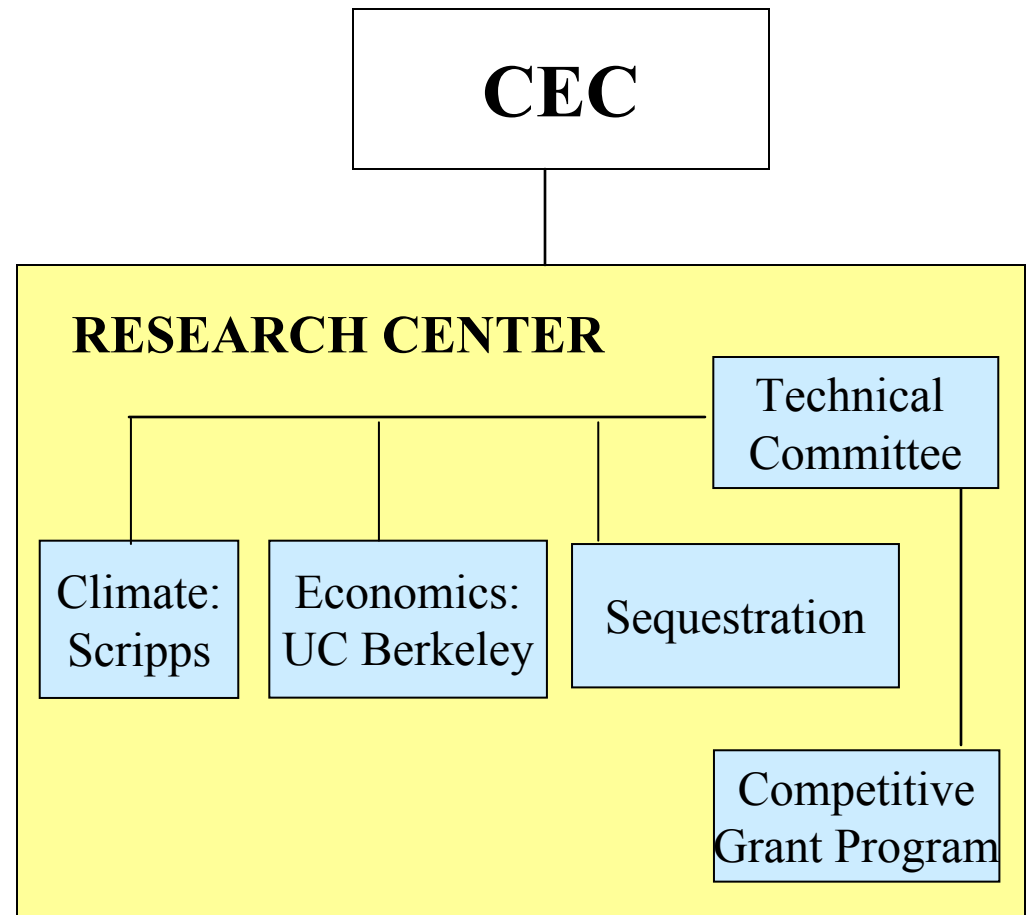 CEC
RESEARCH CENTER
Technical
Committee
Climate:
Scripps
Economics:
UC Berkeley
Sequestration
Competitive
Grant Program